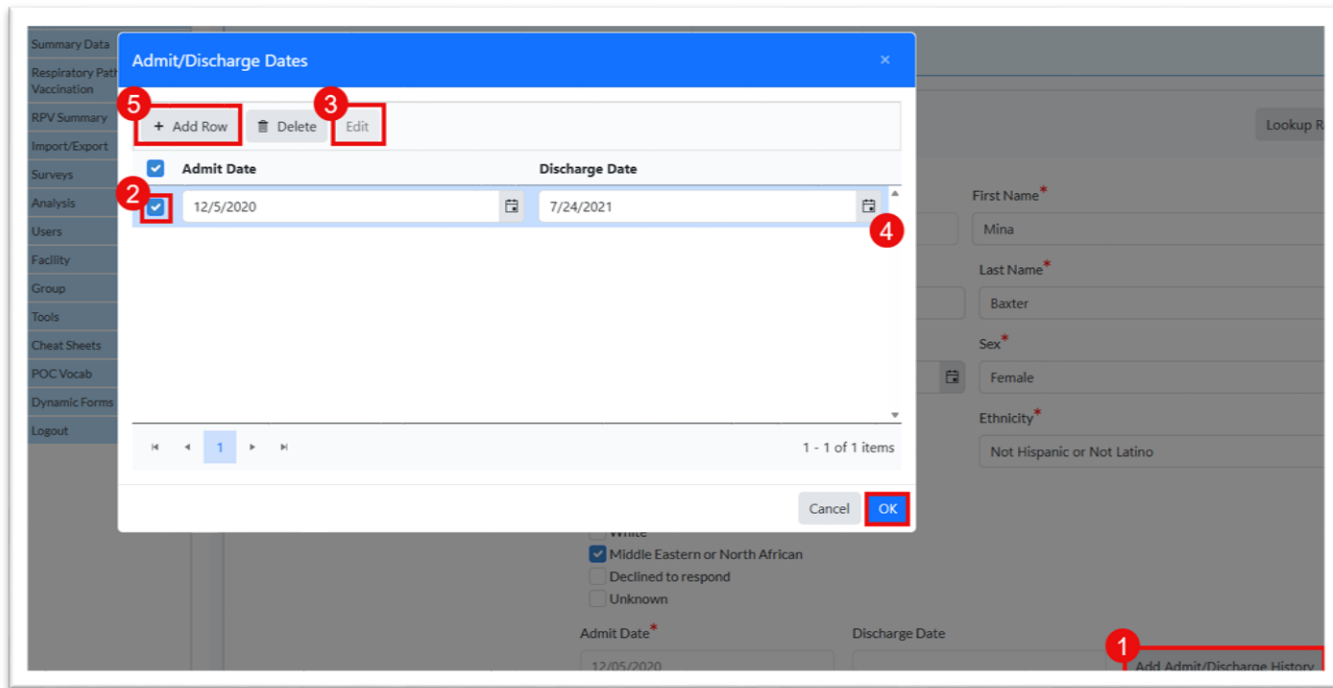 Summary Data
Respiratory Path
Vaccination
RPV Summary
Import/Export
Surveys
Analysis
Users
Facility
Group
Tools
Cheat Sheets
POC Vocab
Dynamic Forms
Logout
Admit/Discharge Dates
×
5
3
+ Add Row
Delete
Edit
Admit Date
Discharge Date
2
12/5/2020
7/24/2021
4
1
1 - 1 of 1 items
Cancel
OK
Lookup R
First Name*
Mina
Last Name*
Baxter
Sex*
Female
Ethnicity*
Not Hispanic or Not Latino
White
Middle Eastern or North African
Declined to respond
Unknown
Admit Date*
Discharge Date
1
12/05/2020
Add Admit/Discharge History